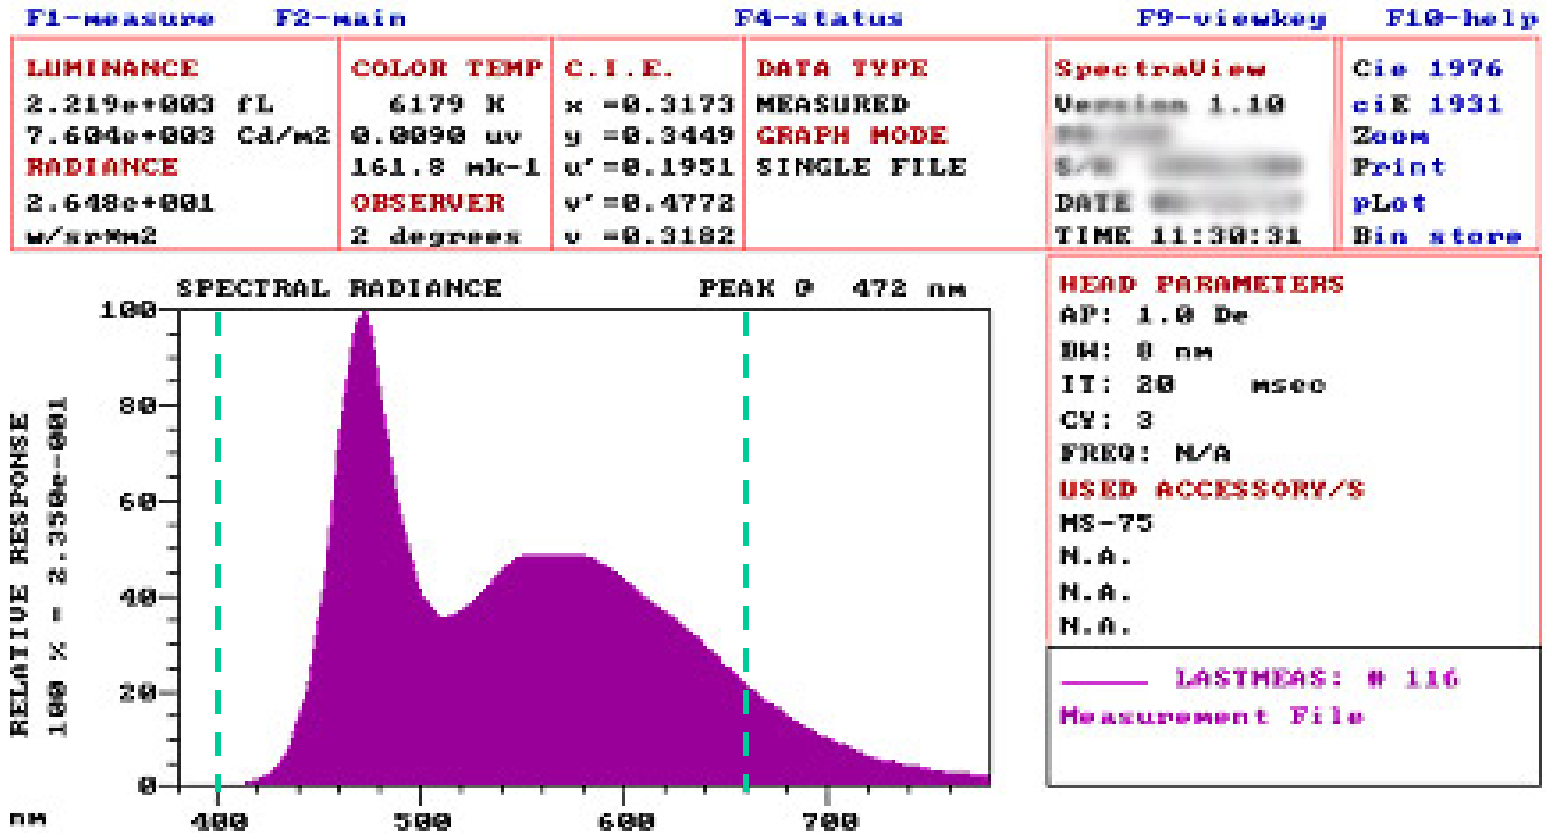 F1-measure F2-main F4-status F9-viewkey F10-help
LUMINANCE
2.219e+003 fL
7.604e+003 Cd/m2
RADIANCE
2.648e+001
w/sr*m2
COLOR TEMP
6179 K
0.0090 uv
161.8 mk-1
OBSERVER
2 degrees
C.I.E.
x =0.3173
y =0.3449
u' =0.1951
v' =0.4772
v =0.3182
DATA TYPE
MEASURED
GRAPH MODE
SINGLE FILE
SpectraView
Version 1.10
S/N
DATE
TIME 11:30:31
Cie 1976
ciE 1931
Zoom
Print
pLot
Bin store
SPECTRAL RADIANCE PEAK @ 472 nm
100
80
60
40
20
0
RELATIVE RESPONSE
100 % = 2.350e-001
nm 400 500 600 700
HEAD PARAMETERS
AP: 1.0 De
BW: 8 nm
IT: 20 msec
CY: 3
FREQ: N/A
USED ACCESSORY/S
MS-75
N.A.
N.A.
N.A.
LASTMEAS: # 116
Measurement File